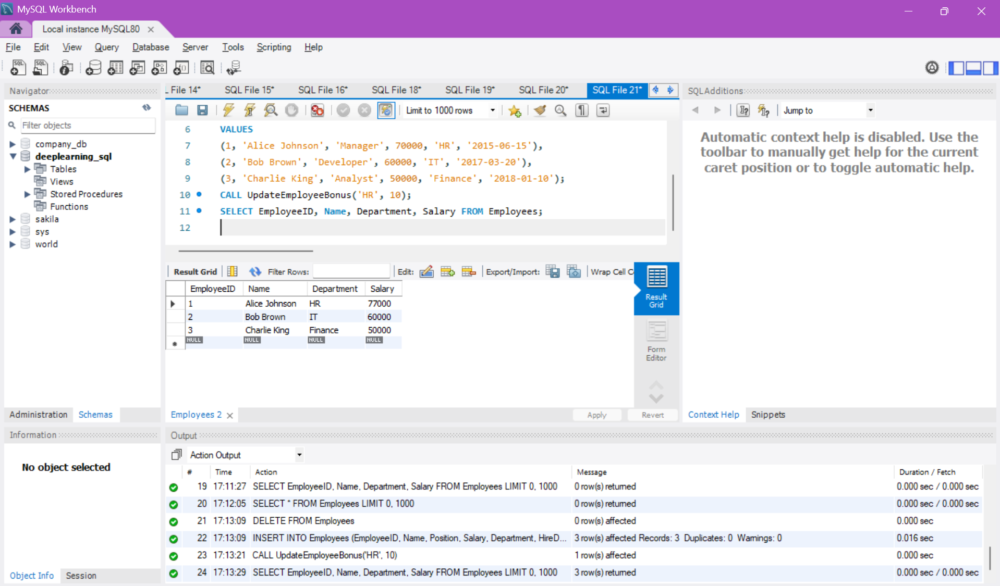 MySQL Workbench
Local instance MySQL80
File Edit View Query Database Server Tools Scripting Help
Navigator
SCHEMAS
Filter objects
company_db
deeplearning_sql
Tables
Views
Stored Procedures
Functions
sakila
sys
world
Administration Schemas
L File 14* SQL File 15* SQL File 16* SQL File 18* SQL File 19* SQL File 20* SQL File 21*
Limit to 1000 rows
6 VALUES
7 (1, 'Alice Johnson', 'Manager', 70000, 'HR', '2015-06-15'),
8 (2, 'Bob Brown', 'Developer', 60000, 'IT', '2017-03-20'),
9 (3, 'Charlie King', 'Analyst', 50000, 'Finance', '2018-01-10');
10 CALL UpdateEmployeeBonus('HR', 10);
11 SELECT EmployeeID, Name, Department, Salary FROM Employees;
12
Result Grid Filter Rows: Edit: Export/Import: Wrap Cell C
EmployeeID Name Department Salary
1 Alice Johnson HR 77000
2 Bob Brown IT 60000
3 Charlie King Finance 50000
NULL NULL NULL NULL
Result
Grid
Form
Editor
Employees 2 Apply Revert
SQLAdditions
Jump to
Automatic context help is disabled. Use the
toolbar to manually get help for the current
caret position or to toggle automatic help.
Context Help Snippets
Information
No object selected
Object Info Session
Output
Action Output
# Time Action Message Duration / Fetch
19 17:11:27 SELECT EmployeeID, Name, Department, Salary FROM Employees LIMIT 0, 1000 0 row(s) returned 0.000 sec / 0.000 sec
20 17:12:05 SELECT * FROM Employees LIMIT 0, 1000 0 row(s) returned 0.000 sec / 0.000 sec
21 17:13:09 DELETE FROM Employees 0 row(s) affected 0.000 sec
22 17:13:09 INSERT INTO Employees (EmployeeID, Name, Position, Salary, Department, HireD... 3 row(s) affected Records: 3 Duplicates: 0 Warnings: 0 0.016 sec
23 17:13:21 CALL UpdateEmployeeBonus('HR', 10) 1 row(s) affected 0.000 sec
24 17:13:29 SELECT EmployeeID, Name, Department, Salary FROM Employees LIMIT 0, 1000 3 row(s) returned 0.000 sec / 0.000 sec